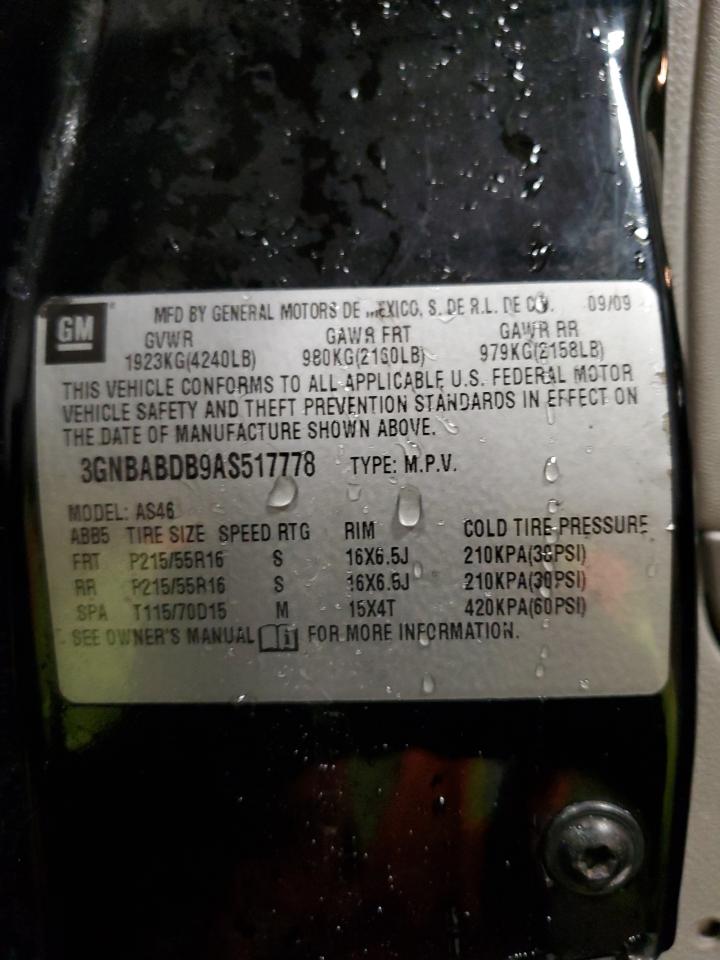 GM
MFD BY GENERAL MOTORS DE MEXICO, S. DE R.L. DE C.V. 09/09
GVWR GAWR FRT GAWR RR
1923KG(4240LB) 980KG(2160LB) 979KG(2158LB)
THIS VEHICLE CONFORMS TO ALL APPLICABLE U.S. FEDERAL MOTOR
VEHICLE SAFETY AND THEFT PREVENTION STANDARDS IN EFFECT ON
THE DATE OF MANUFACTURE SHOWN ABOVE.
3GNBABDB9AS517778 TYPE: M.P.V.
MODEL: AS46
ABB5 TIRE SIZE SPEED RTG RIM COLD TIRE PRESSURE
FRT P215/55R16 S 16X6.5J 210KPA(30PSI)
RR P215/55R16 S 16X6.5J 210KPA(30PSI)
SPA T115/70D15 M 15X4T 420KPA(60PSI)
SEE OWNER'S MANUAL FOR MORE INFORMATION.